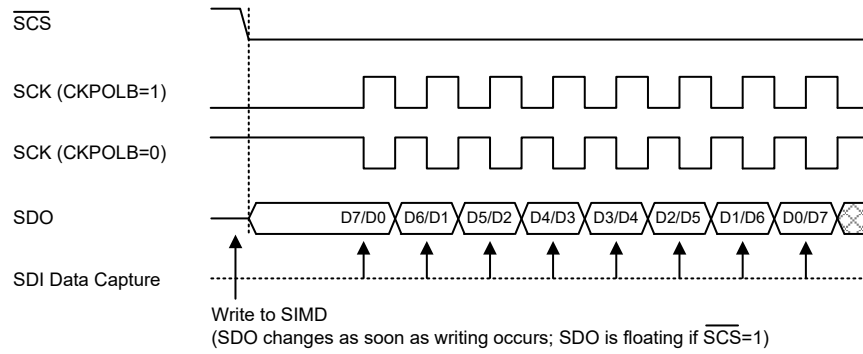 SCS
SCK (CKPOLB=1)
SCK (CKPOLB=0)
SDO
D7/D0 D6/D1 D5/D2 D4/D3 D3/D4 D2/D5 D1/D6 D0/D7
SDI Data Capture
Write to SIMD
(SDO changes as soon as writing occurs; SDO is floating if SCS=1)